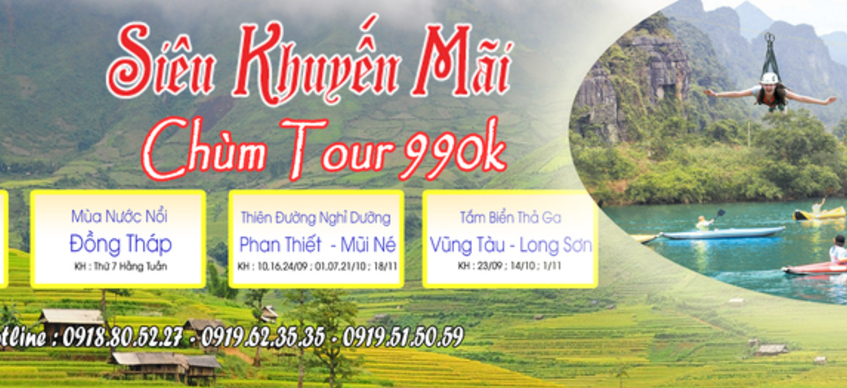 Siêu Khuyến Mãi
Chùm Tour 990k
Mùa Nước Nổi
Đồng Tháp
KH : Thứ 7 Hằng Tuần
Thiên Đường Nghỉ Dưỡng
Phan Thiết - Mũi Né
KH : 10,16,24/09 ; 01,07,21/10 ; 18/11
Tắm Biển Thả Ga
Vũng Tàu - Long Sơn
KH : 23/09 ; 14/10 ; 1/11
otline : 0918.80.52.27 - 0919.62.35.35 - 0919.51.50.59